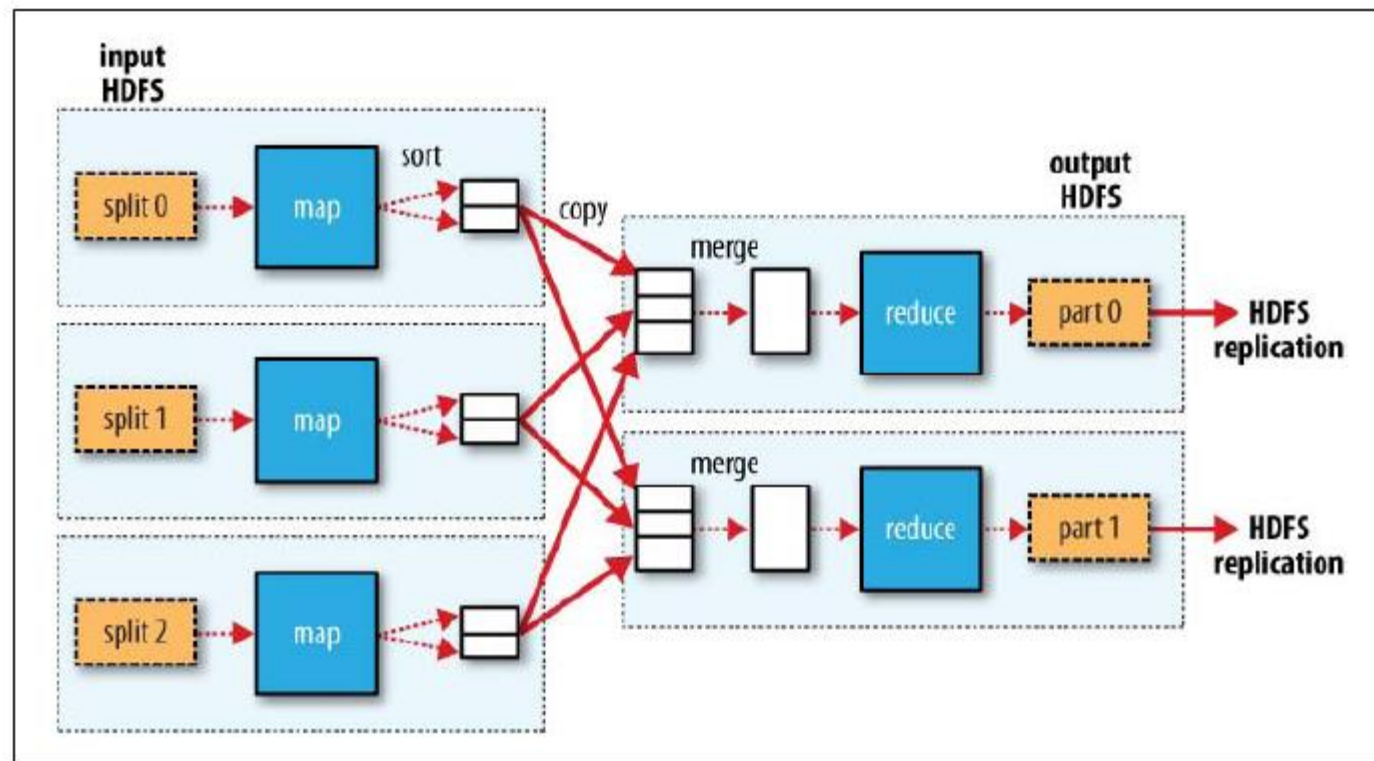 input
HDFS
split 0
map
sort
copy
split 1
map
split 2
map
output
HDFS
merge
reduce
part 0
HDFS
replication
merge
reduce
part 1
HDFS
replication